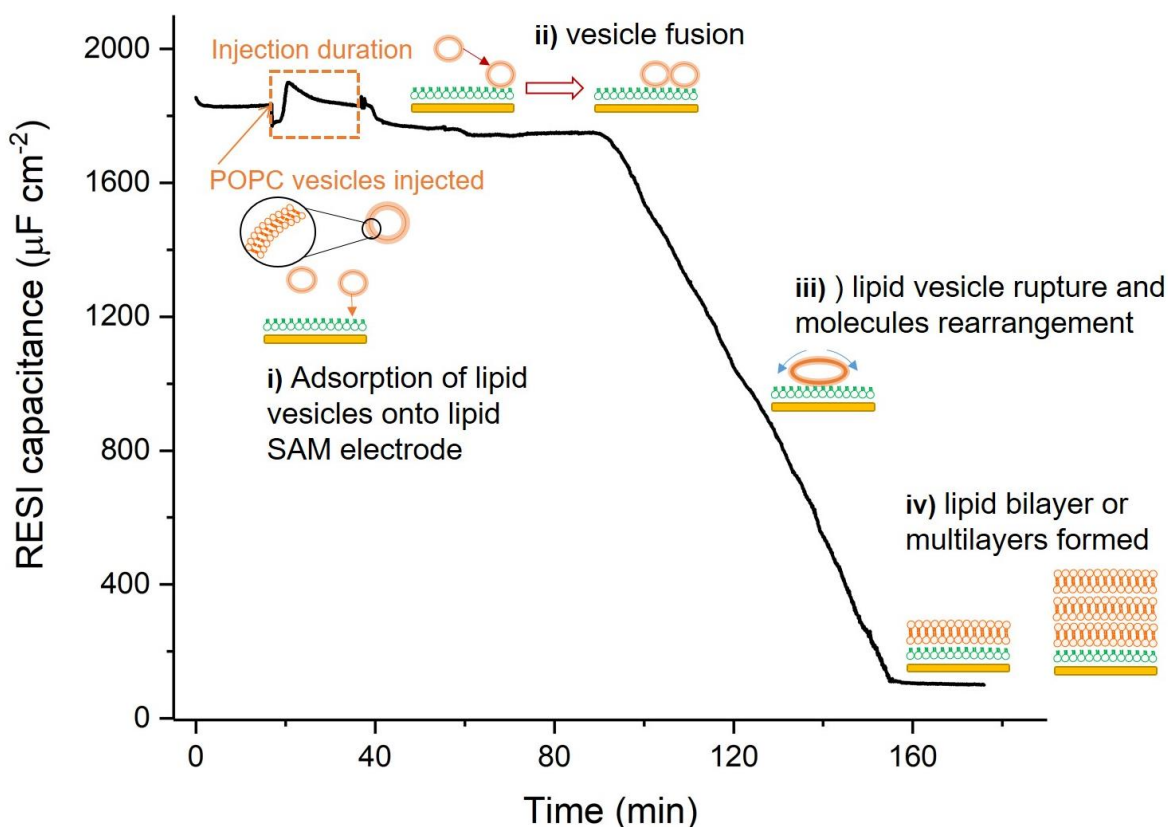 2000
1600
1200
800
400
0
RESI capacitance (μF cm⁻²)
Injection duration
ii) vesicle fusion
POPC vesicles injected
i) Adsorption of lipid
vesicles onto lipid
SAM electrode
iii) ) lipid vesicle rupture and
molecules rearrangement
iv) lipid bilayer or
multilayers formed
0 40 80 120 160
Time (min)